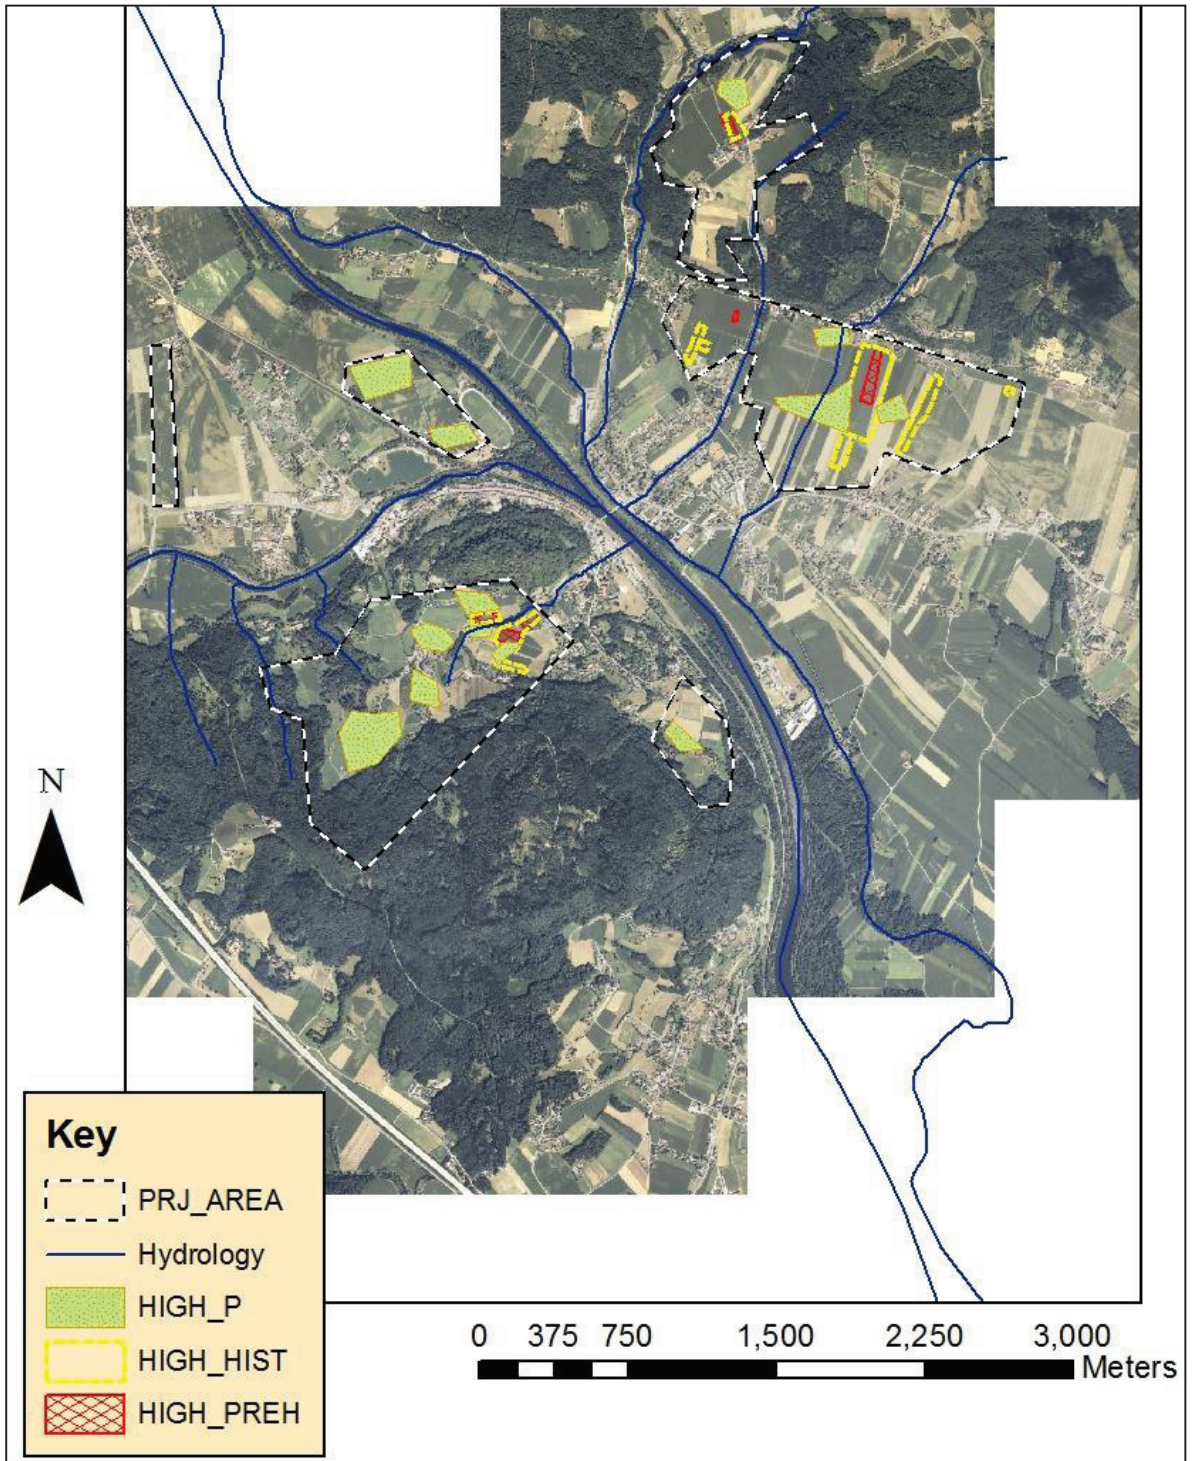 N
Key
PRJ_AREA
Hydrology
HIGH_P
HIGH_HIST
HIGH_PREH
0 375 750 1,500 2,250 3,000
Meters